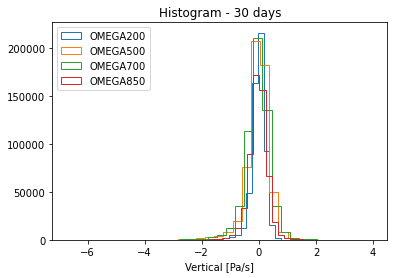 Histogram - 30 days
OMEGA200
OMEGA500
OMEGA700
OMEGA850
200000
150000
100000
50000
0
−6 −4 −2 0 2 4
Vertical [Pa/s]